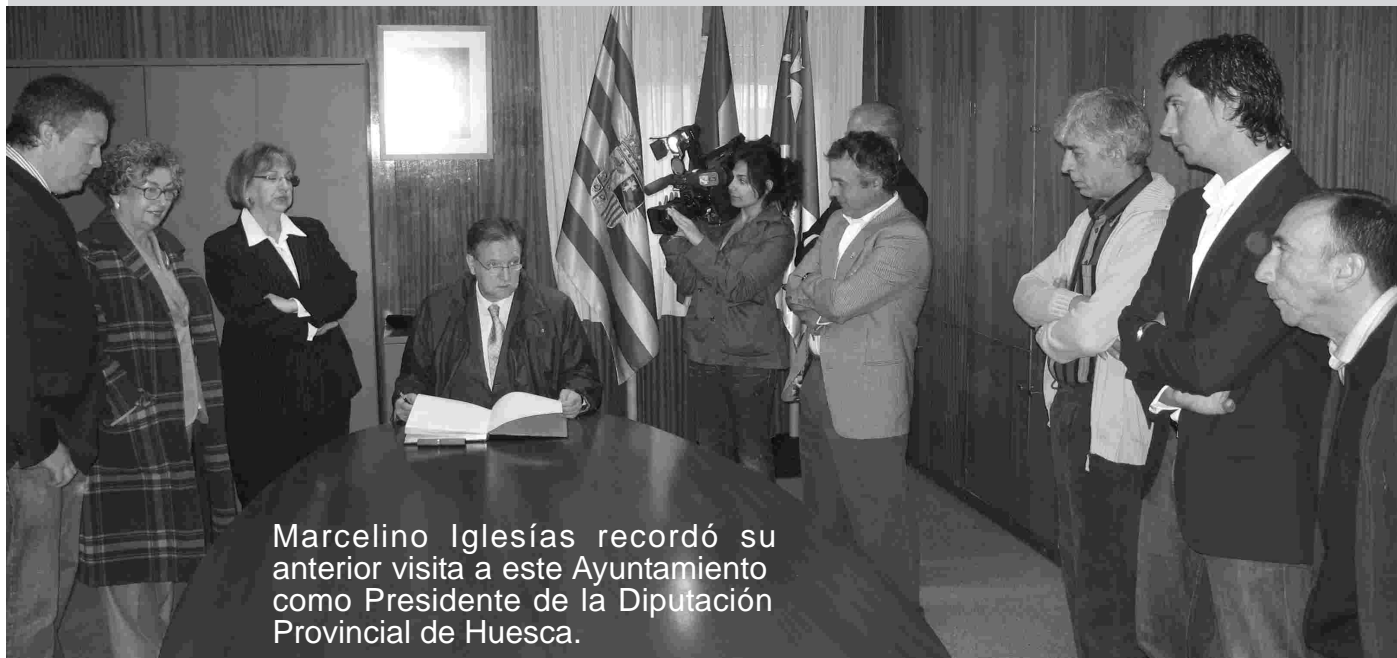 Marcelino Iglesías recordó su
anterior visita a este Ayuntamiento
como Presidente de la Diputación
Provincial de Huesca.